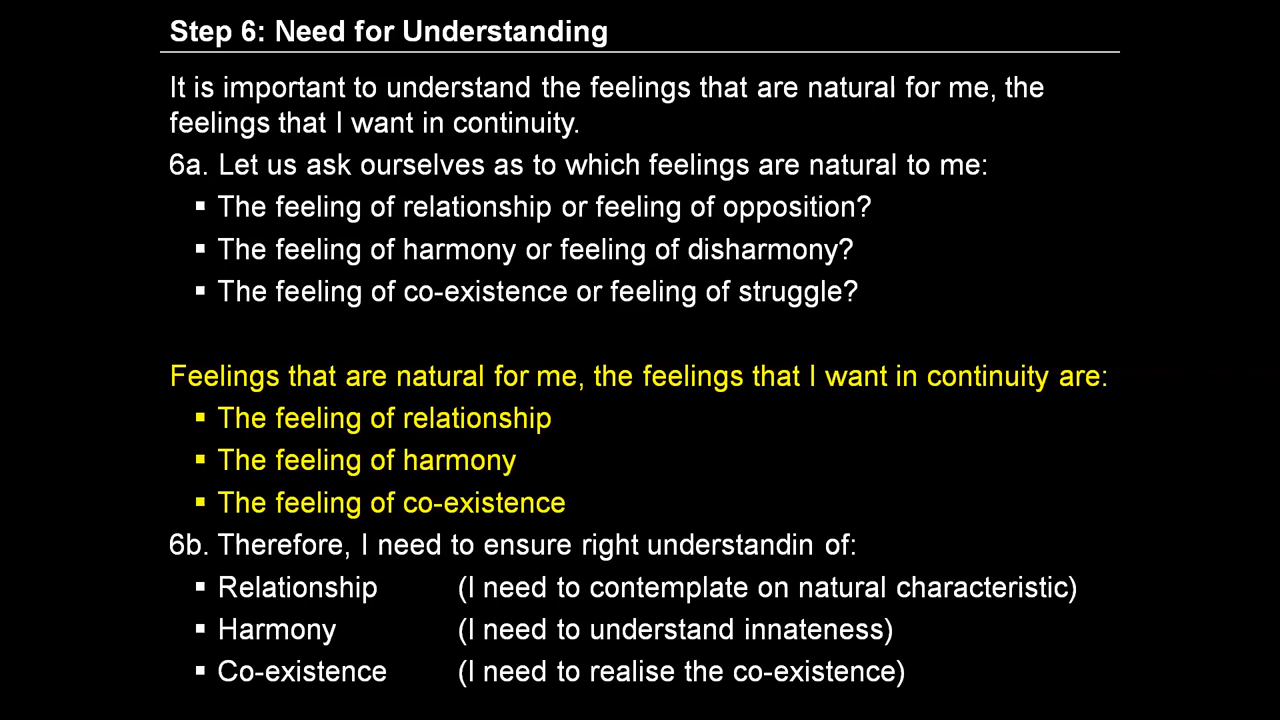 Step 6: Need for Understanding
It is important to understand the feelings that are natural for me, the
feelings that I want in continuity.
6a. Let us ask ourselves as to which feelings are natural to me:
▪ The feeling of relationship or feeling of opposition?
▪ The feeling of harmony or feeling of disharmony?
▪ The feeling of co-existence or feeling of struggle?
Feelings that are natural for me, the feelings that I want in continuity are:
▪ The feeling of relationship
▪ The feeling of harmony
▪ The feeling of co-existence
6b. Therefore, I need to ensure right understandin of:
▪ Relationship (I need to contemplate on natural characteristic)
▪ Harmony (I need to understand innateness)
▪ Co-existence (I need to realise the co-existence)